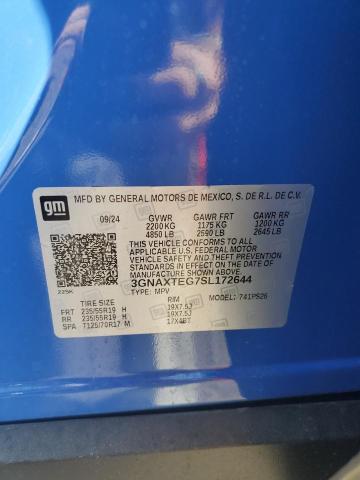 gm
MFD BY GENERAL MOTORS DE MEXICO, S. DE R.L. DE C.V.
09/24 GVWR GAWR FRT GAWR RR
2200 KG 1175 KG 1200 KG
4850 LB 2590 LB 2645 LB
THIS VEHICLE CONFORMS TO ALL
APPLICABLE U.S. FEDERAL MOTOR
VEHICLE SAFETY AND THEFT
PREVENTION STANDARDS IN EFFECT
ON THE DATE OF MANUFACTURE
SHOWN ABOVE.
3GNAXTEG7SL172644
225K TYPE: MPV MODEL: 741PS26
TIRE SIZE RIM
FRT 235/55R19 H 19X7.5J
RR 235/55R19 H 19X7.5J
SPA T125/70R17 M 17X4BT